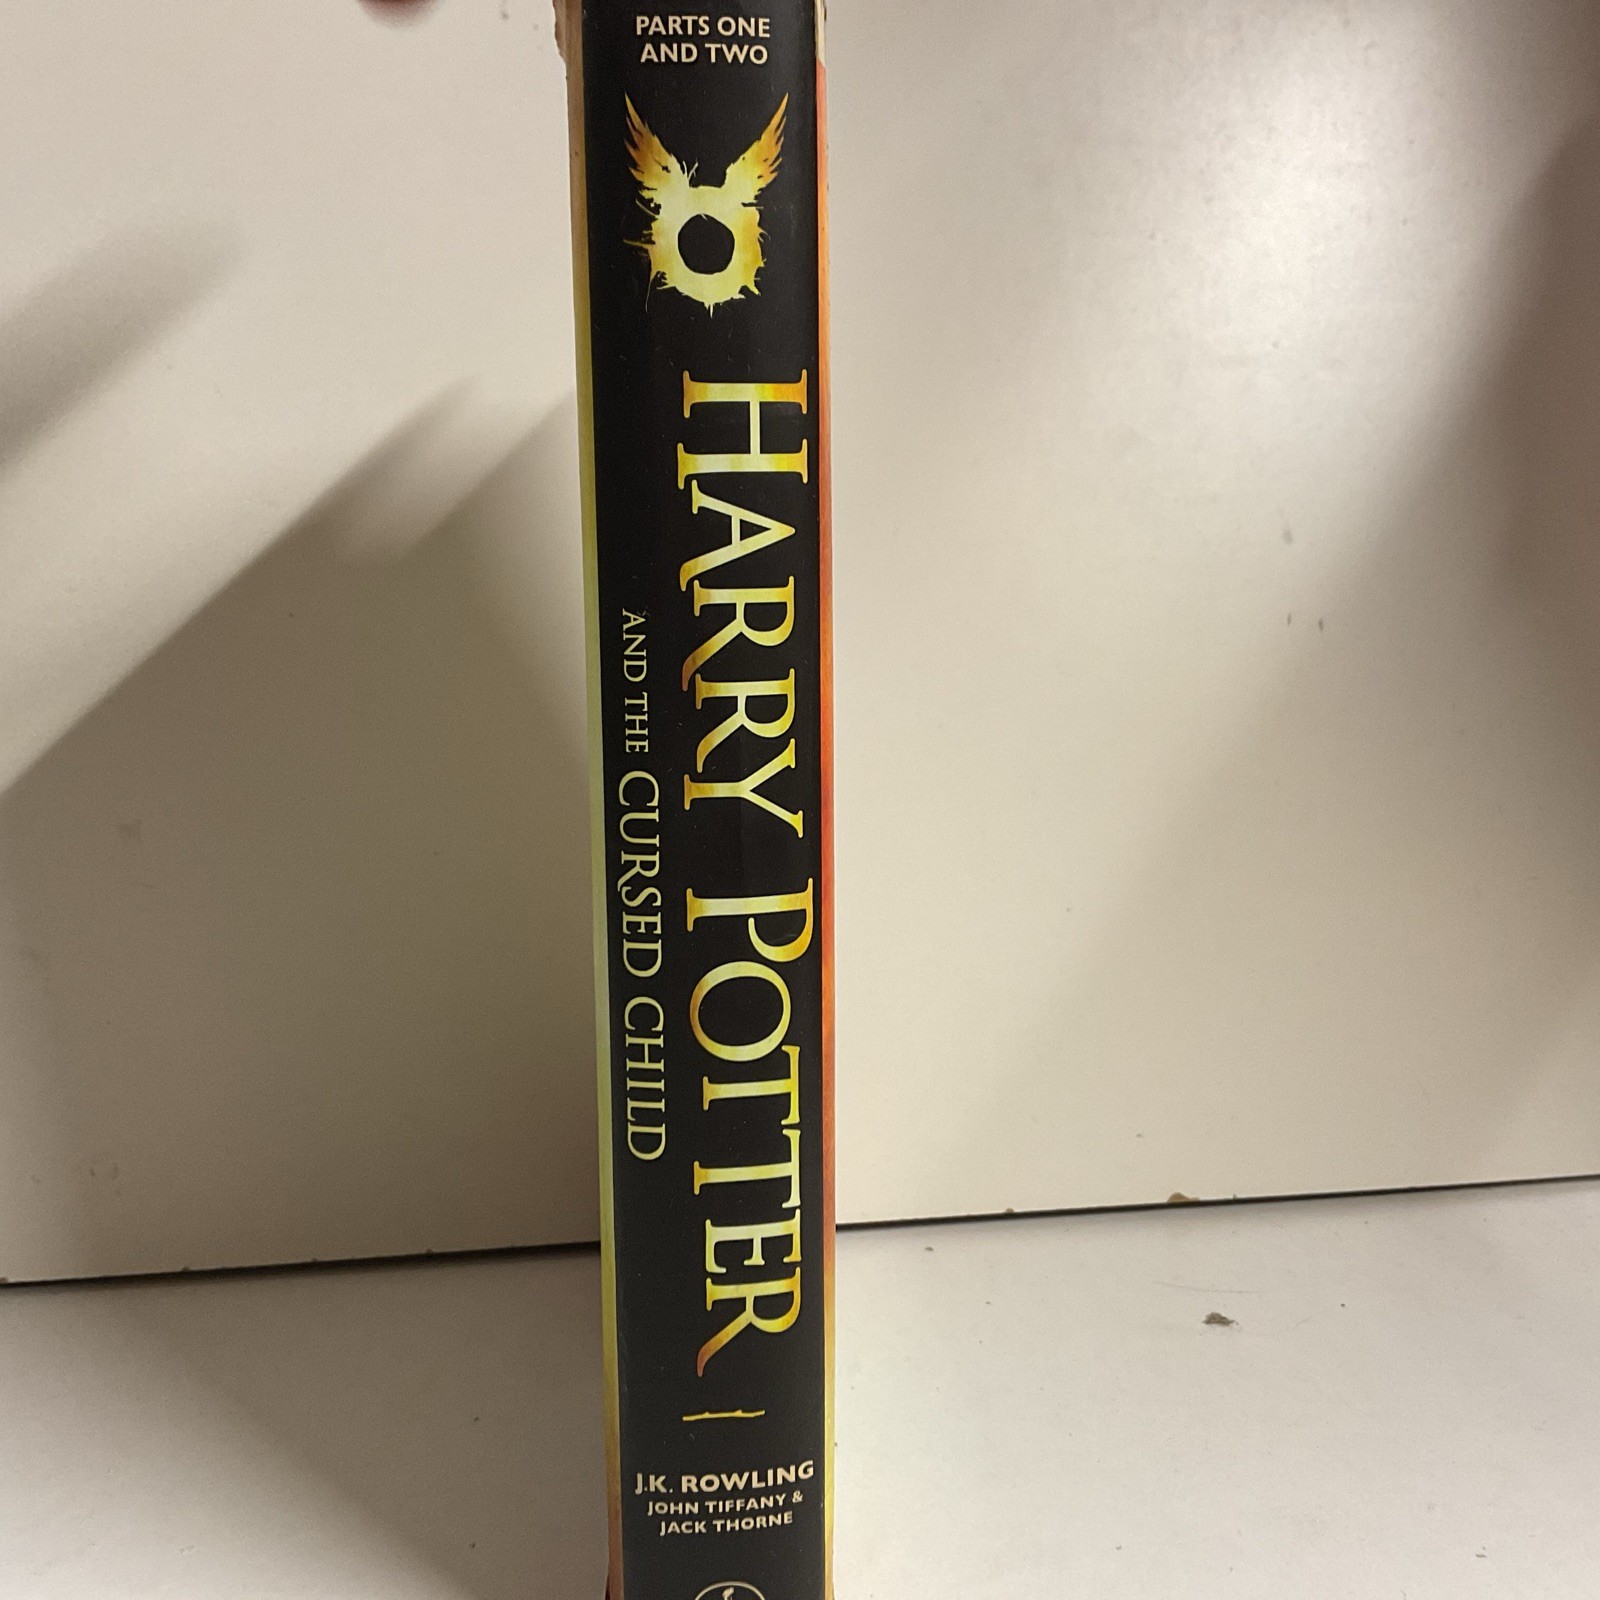 PARTS ONE
AND TWO
HARRY POTTER
AND THE CURSED CHILD
J.K. ROWLING
JOHN TIFFANY &
JACK THORNE